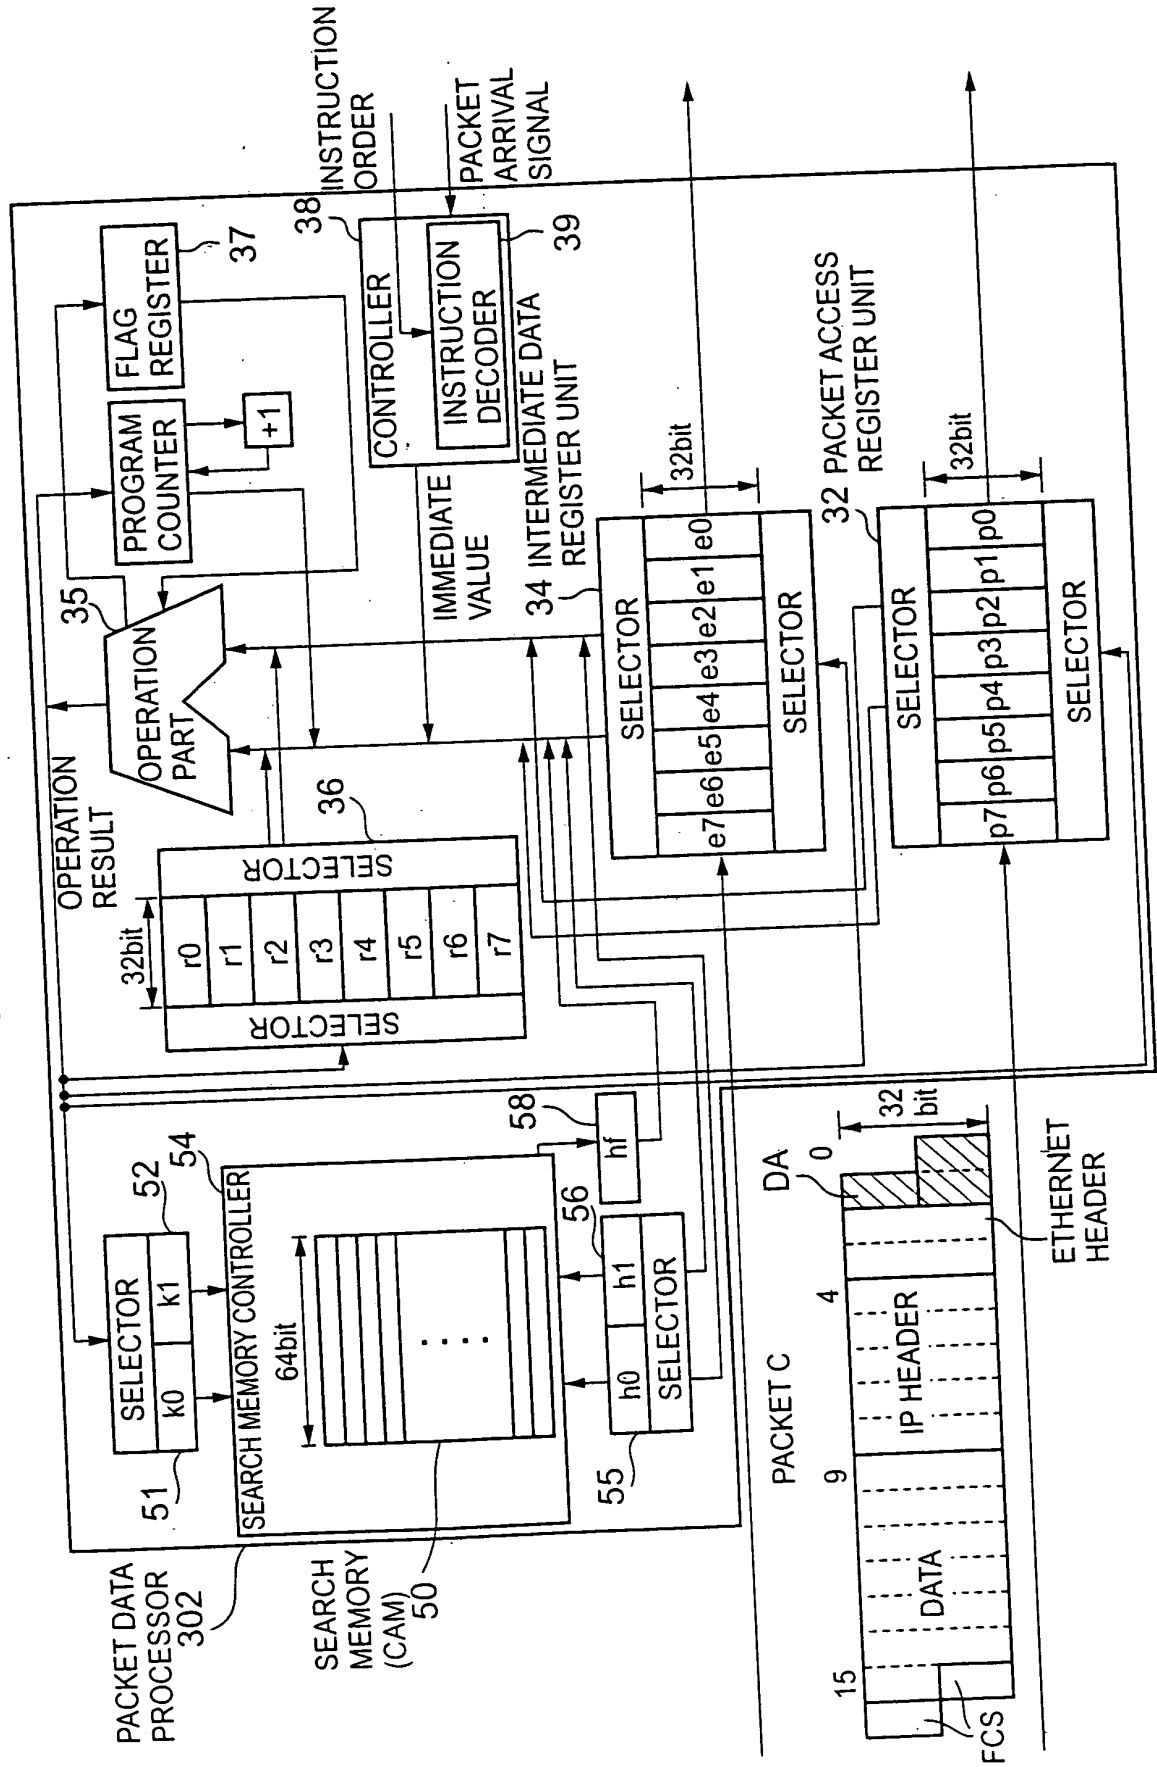 PACKET DATA
PROCESSOR
302
SEARCH
MEMORY
(CAM)
50
51
SELECTOR
k0
k1
52
54
SEARCH MEMORY CONTROLLER
64bit
55
h0
h1
SELECTOR
56
58
hf
OPERATION
RESULT
32bit
SELECTOR
r0
r1
r2
r3
r4
r5
r6
r7
SELECTOR
36
35
OPERATION
PART
PROGRAM
COUNTER
+1
FLAG
REGISTER
37
INSTRUCTION
ORDER
38
CONTROLLER
INSTRUCTION
DECODER
39
PACKET
ARRIVAL
SIGNAL
IMMEDIATE
VALUE
34 INTERMEDIATE DATA
REGISTER UNIT
SELECTOR
e7 e6 e5 e4 e3 e2 e1 e0
SELECTOR
32bit
32 PACKET ACCESS
REGISTER UNIT
SELECTOR
p7 p6 p5 p4 p3 p2 p1 p0
SELECTOR
32bit
PACKET C
15
9
4
0
DA
32
bit
FCS
DATA
IP HEADER
ETHERNET
HEADER